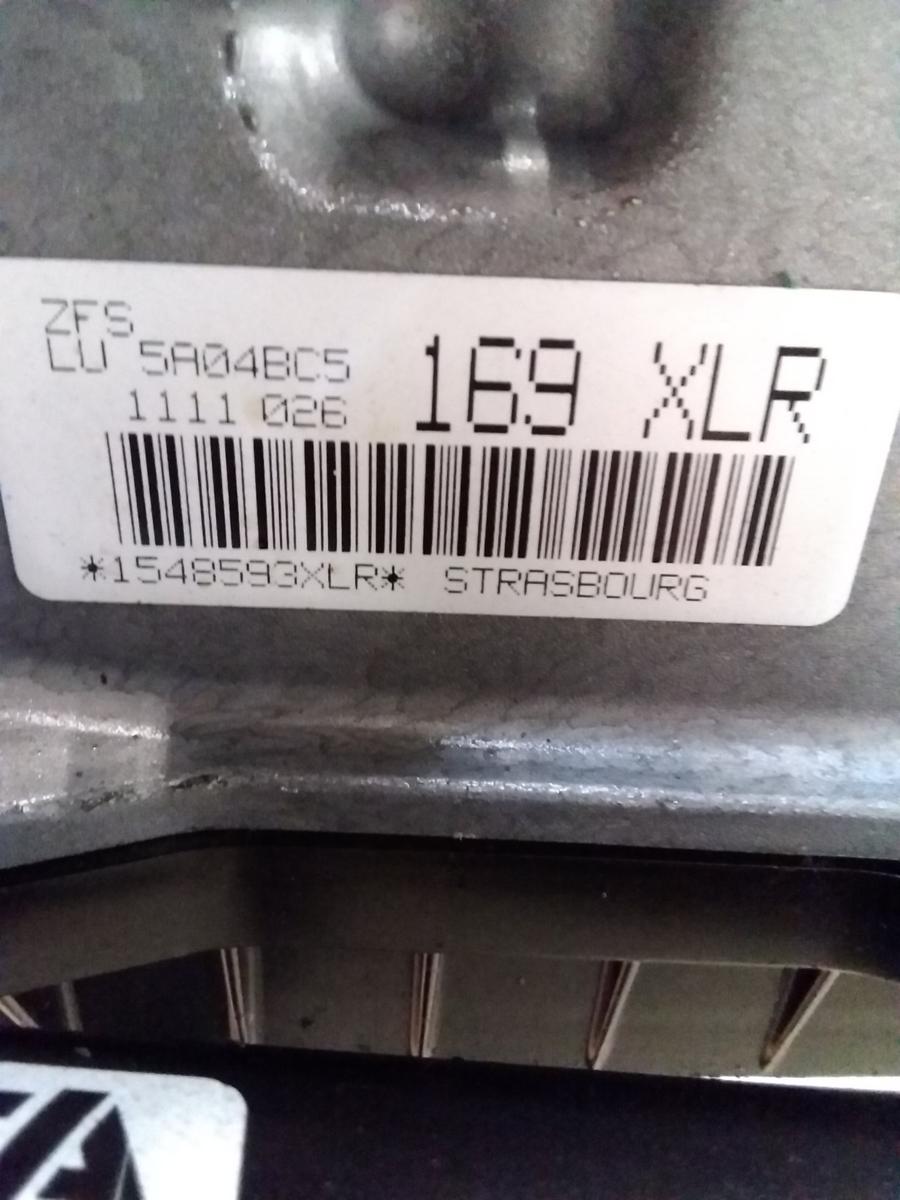 ZFS
LU 5A04BC5
1111 026
169 XLR
*1548593XLR* STRASBOURG